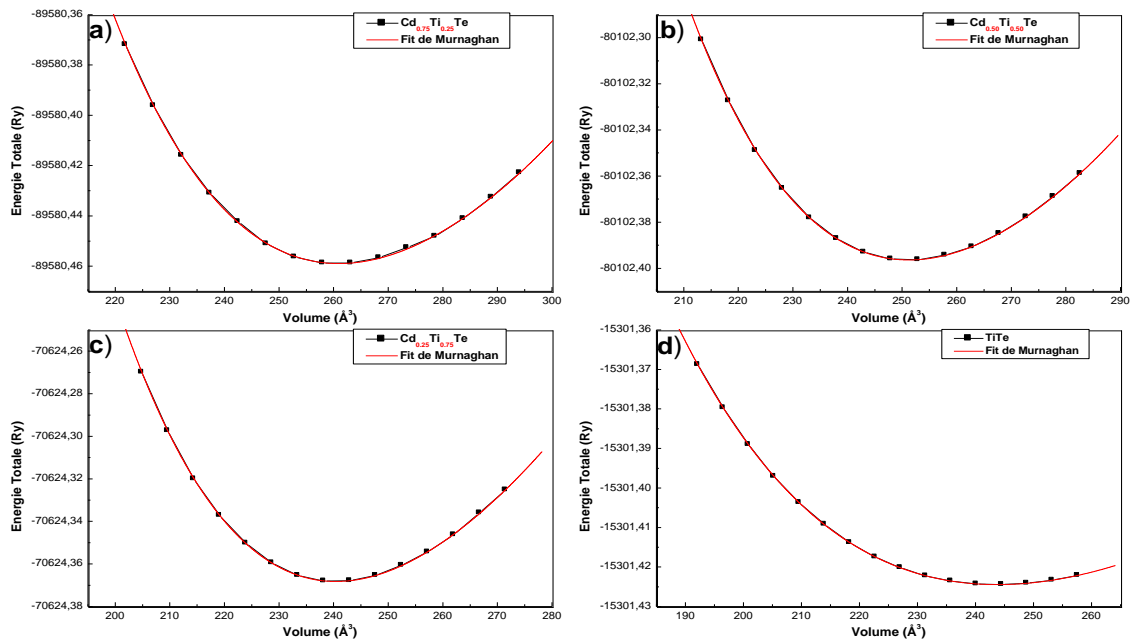 a)
Cd0.75Ti0.25Te
Fit de Murnaghan
Energie Totale (Ry)
-89580,36
-89580,38
-89580,40
-89580,42
-89580,44
-89580,46
220 230 240 250 260 270 280 290 300
Volume (Å³)
b)
Cd0.50Ti0.50Te
Fit de Murnaghan
Energie Totale (Ry)
-80102,30
-80102,32
-80102,34
-80102,36
-80102,38
-80102,40
210 220 230 240 250 260 270 280 290
Volume (Å³)
c)
Cd0.25Ti0.75Te
Fit de Murnaghan
Energie Totale (Ry)
-70624,26
-70624,28
-70624,30
-70624,32
-70624,34
-70624,36
-70624,38
200 210 220 230 240 250 260 270 280
Volume (Å³)
d)
TiTe
Fit de Murnaghan
Energie Totale (Ry)
-15301,36
-15301,37
-15301,38
-15301,39
-15301,40
-15301,41
-15301,42
-15301,43
190 200 210 220 230 240 250 260
Volume (Å³)